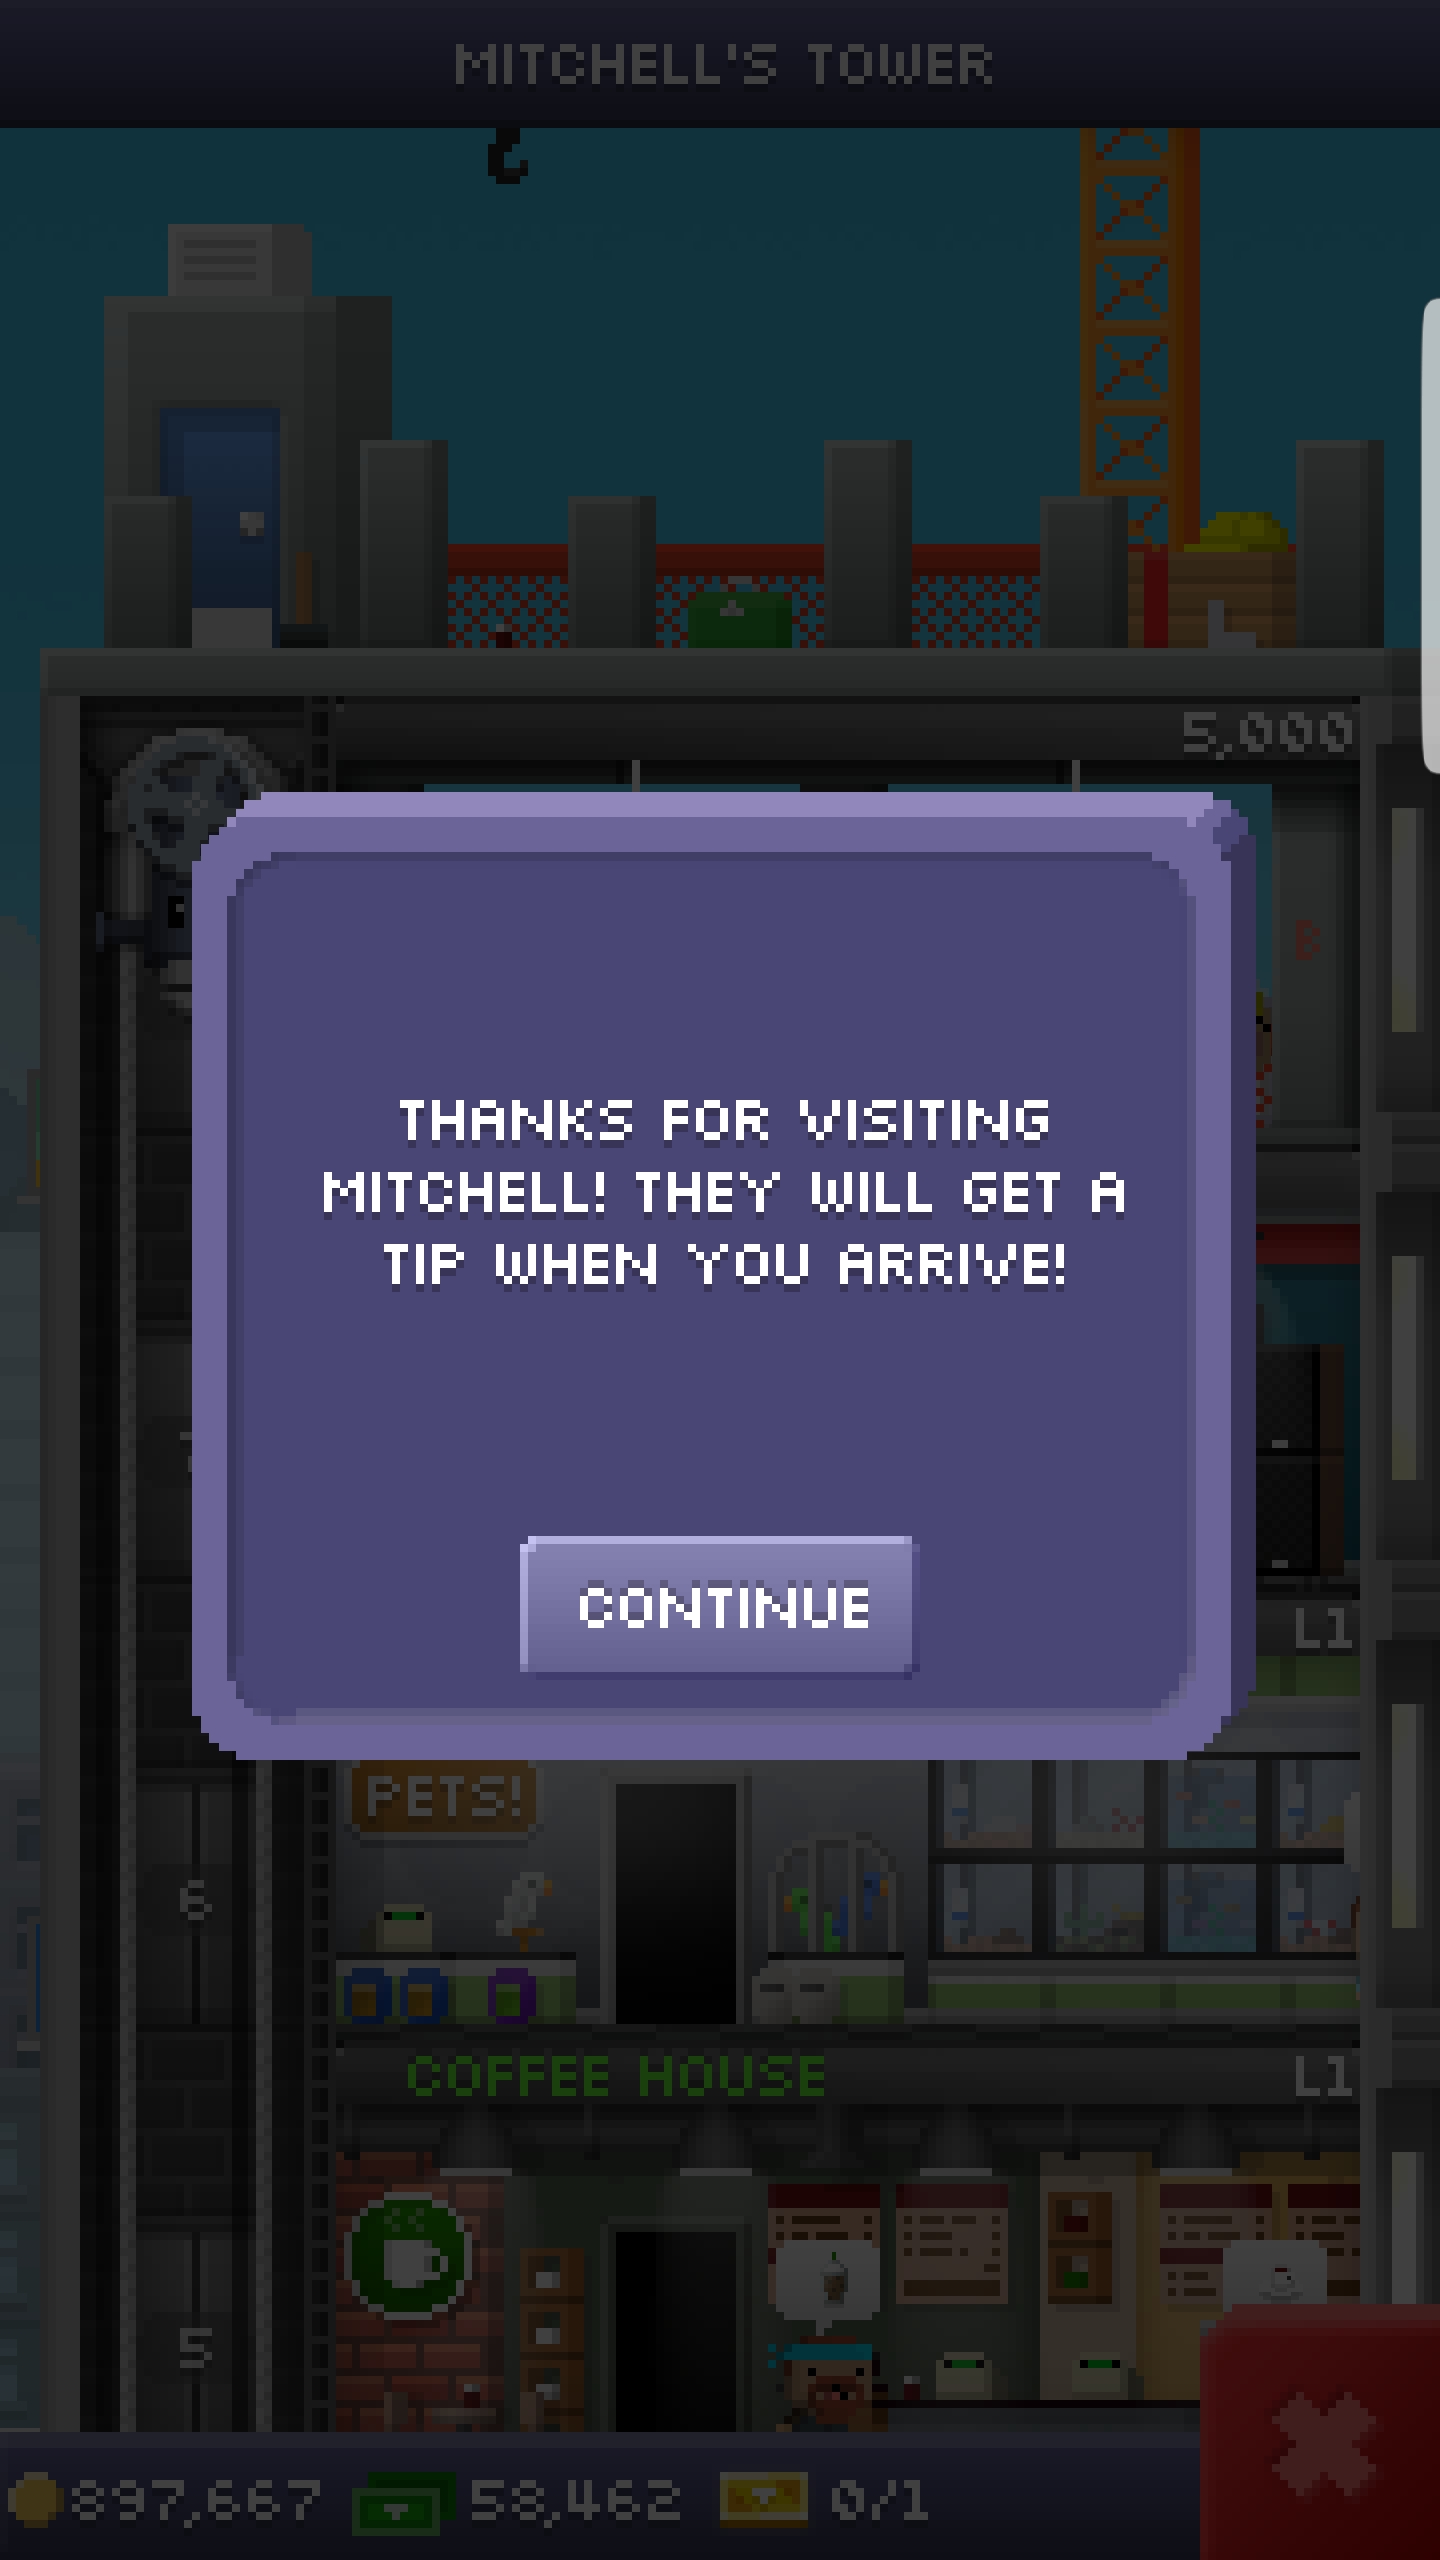 MITCHELL'S TOWER
5,000
B
THANKS FOR VISITING
MITCHELL! THEY WILL GET A
TIP WHEN YOU ARRIVE!
CONTINUE
L1
PETS!
6
COFFEE HOUSE
L1
5
897,667
58,462
0/1